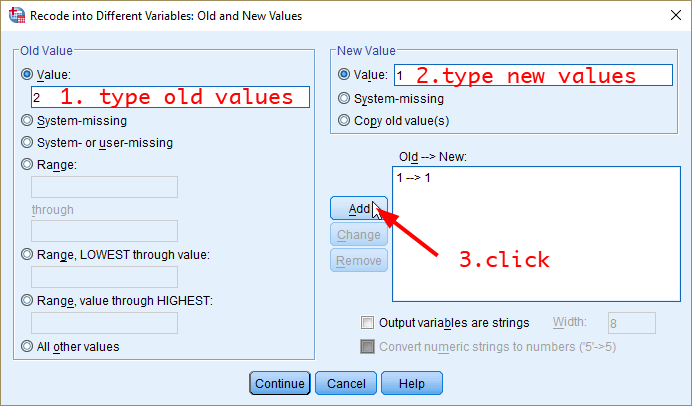 Recode into Different Variables: Old and New Values
Old Value
Value:
2 1. type old values
System-missing
System- or user-missing
Range:
through
Range, LOWEST through value:
Range, value through HIGHEST:
All other values
New Value
Value: 1 2.type new values
System-missing
Copy old value(s)
Old --> New:
1 --> 1
Add
Change
Remove
3.click
Output variables are strings Width: 8
Convert numeric strings to numbers ('5'->5)
Continue Cancel Help